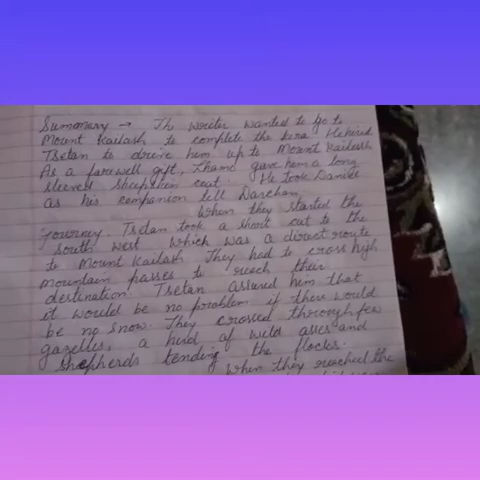 Summary → The writer wanted to go to
Mount Kailash to complete the kora He hired
Tsetan to drive him up to Mount Kailash
As a farewell gift, Lhamo gave him a long
sleeved sheepskin coat. He took Daniel
as his companion till Darchen.
When they started the
journey Tsetan took a short cut to the
South West which was a direct route
to Mount Kailash They had to cross high
mountain passes to reach their
destination Tsetan assured him that
it would be no problem if there would
be no snow. They crossed through few
gazelles, a herd of wild asses and
shepherds tending the flocks.
When they reached the